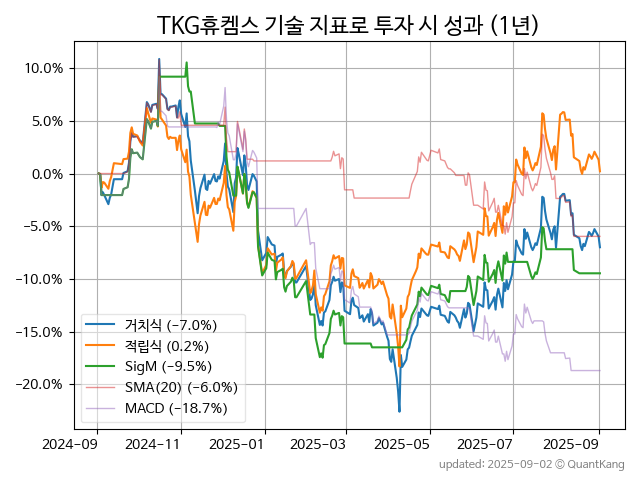 TKG휴켐스 기술 지표로 투자 시 성과 (1년)
10.0%
5.0%
0.0%
−5.0%
−10.0%
−15.0%
−20.0%
거치식 (−7.0%)
적립식 (0.2%)
SigM (−9.5%)
SMA(20) (−6.0%)
MACD (−18.7%)
2024-09 2024-11 2025-01 2025-03 2025-05 2025-07 2025-09
updated: 2025-09-02 © QuantKang